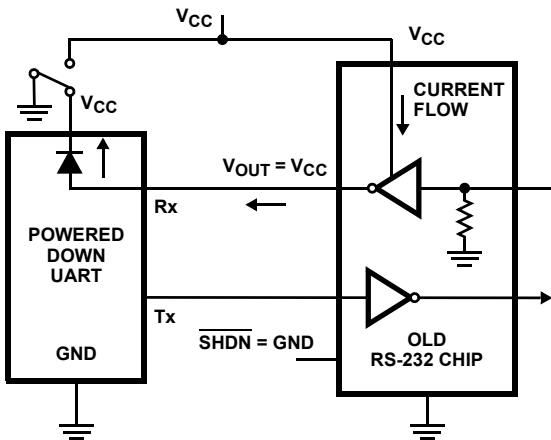 VCC
VCC
VCC
CURRENT
FLOW
VOUT = VCC
Rx
POWERED
DOWN
UART
Tx
GND
SHDN = GND
OLD
RS-232 CHIP